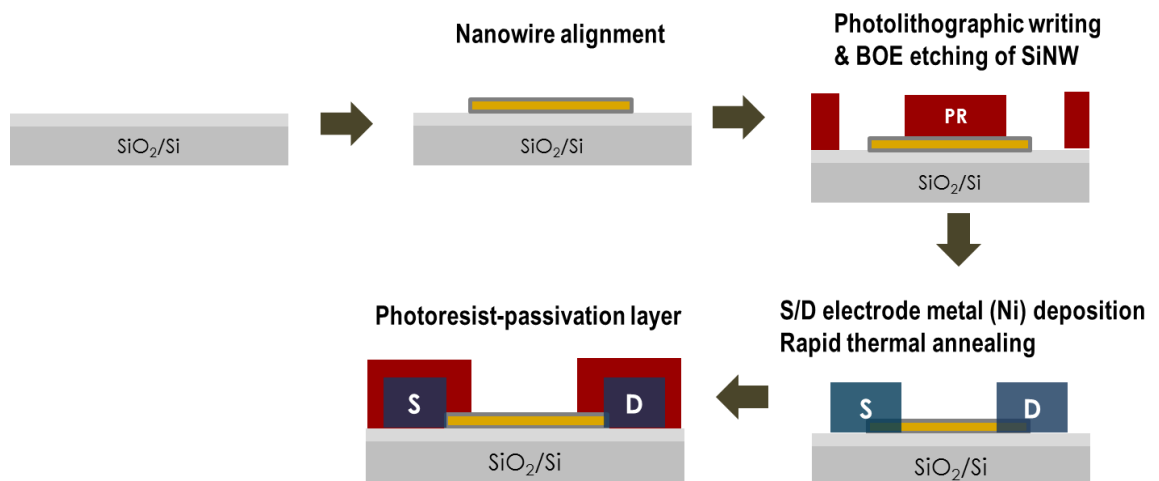 SiO₂/Si
Nanowire alignment
SiO₂/Si
Photolithographic writing
& BOE etching of SiNW
PR
SiO₂/Si
S/D electrode metal (Ni) deposition
Rapid thermal annealing
S
D
SiO₂/Si
Photoresist-passivation layer
S
D
SiO₂/Si